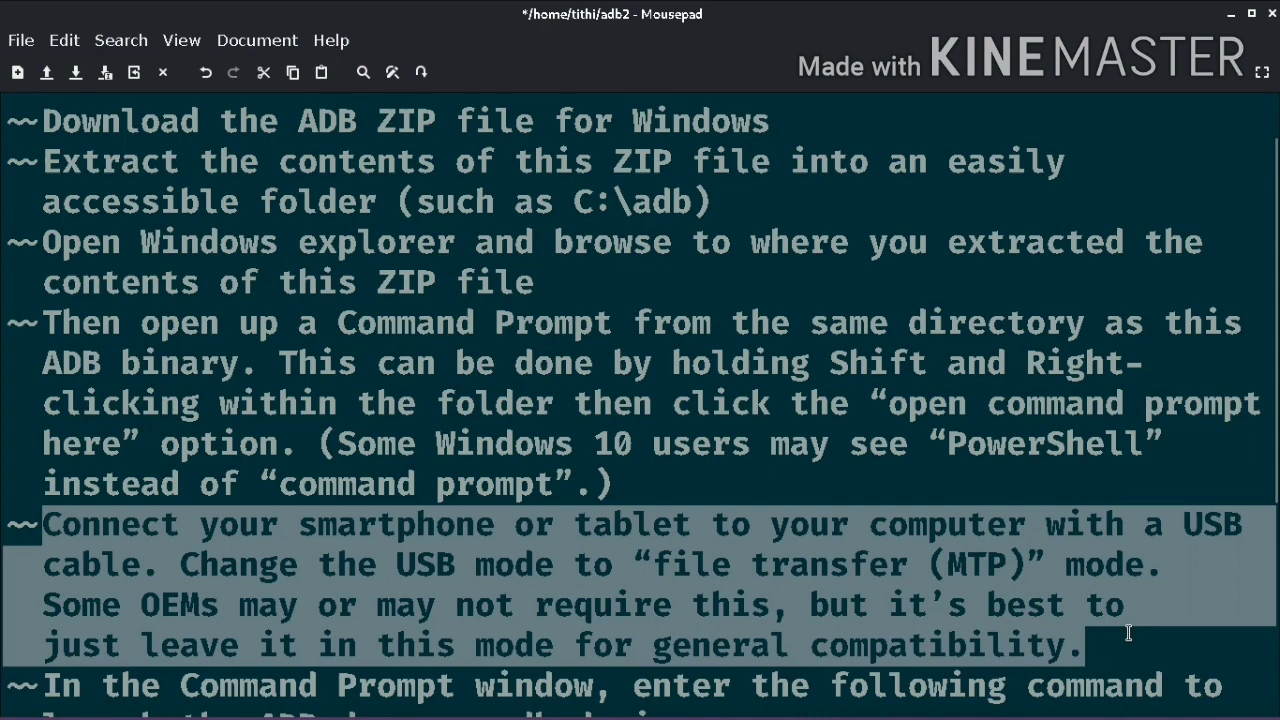 */home/tithi/adb2 - Mousepad
File Edit Search View Document Help
Made with KINEMASTER
~~Download the ADB ZIP file for Windows
~~Extract the contents of this ZIP file into an easily
accessible folder (such as C:\adb)
~~Open Windows explorer and browse to where you extracted the
contents of this ZIP file
~~Then open up a Command Prompt from the same directory as this
ADB binary. This can be done by holding Shift and Right-
clicking within the folder then click the “open command prompt
here” option. (Some Windows 10 users may see “PowerShell”
instead of “command prompt”.)
~~Connect your smartphone or tablet to your computer with a USB
cable. Change the USB mode to “file transfer (MTP)” mode.
Some OEMs may or may not require this, but it’s best to
just leave it in this mode for general compatibility.
~~In the Command Prompt window, enter the following command to